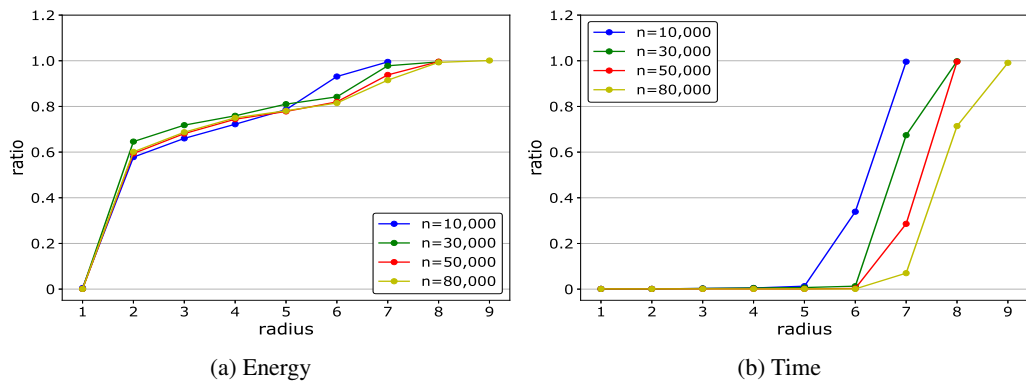 1.2
1.0
0.8
0.6
0.4
0.2
0
ratio
1 2 3 4 5 6 7 8 9
radius
n=10,000
n=30,000
n=50,000
n=80,000
(a) Energy
1.2
1.0
0.8
0.6
0.4
0.2
0
ratio
n=10,000
n=30,000
n=50,000
n=80,000
1 2 3 4 5 6 7 8 9
radius
(b) Time